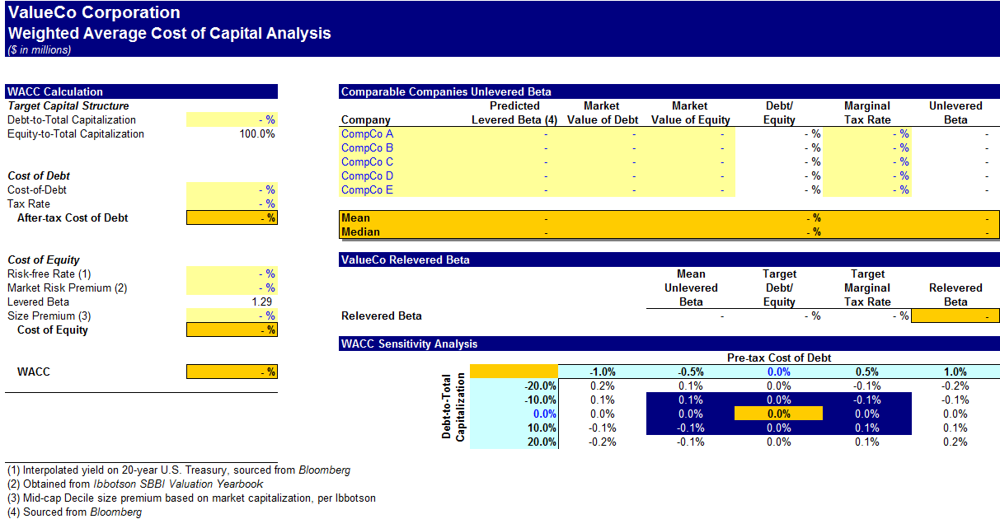 ValueCo Corporation
Weighted Average Cost of Capital Analysis
($ in millions)
WACC Calculation
Target Capital Structure
Debt-to-Total Capitalization - %
Equity-to-Total Capitalization 100.0%
Cost of Debt
Cost-of-Debt - %
Tax Rate - %
After-tax Cost of Debt - %
Cost of Equity
Risk-free Rate (1) - %
Market Risk Premium (2) - %
Levered Beta 1.29
Size Premium (3) - %
Cost of Equity - %
WACC - %
Comparable Companies Unlevered Beta
Predicted Market Market Debt/ Marginal Unlevered
Company Levered Beta (4) Value of Debt Value of Equity Equity Tax Rate Beta
CompCo A - - - - % - % -
CompCo B - - - - % - % -
CompCo C - - - - % - % -
CompCo D - - - - % - % -
CompCo E - - - - % - % -
Mean - - % -
Median - - % -
ValueCo Relevered Beta
Mean Target Target
Unlevered Debt/ Marginal Relevered
Beta Equity Tax Rate Beta
Relevered Beta - - % - % -
WACC Sensitivity Analysis
Pre-tax Cost of Debt
Debt-to-Total
Capitalization
-1.0% -0.5% 0.0% 0.5% 1.0%
-20.0% 0.2% 0.1% 0.0% -0.1% -0.2%
-10.0% 0.1% 0.1% 0.0% -0.1% -0.1%
0.0% 0.0% 0.0% 0.0% 0.0% 0.0%
10.0% -0.1% -0.1% 0.0% 0.1% 0.1%
20.0% -0.2% -0.1% 0.0% 0.1% 0.2%
(1) Interpolated yield on 20-year U.S. Treasury, sourced from Bloomberg
(2) Obtained from Ibbotson SBBI Valuation Yearbook
(3) Mid-cap Decile size premium based on market capitalization, per Ibbotson
(4) Sourced from Bloomberg